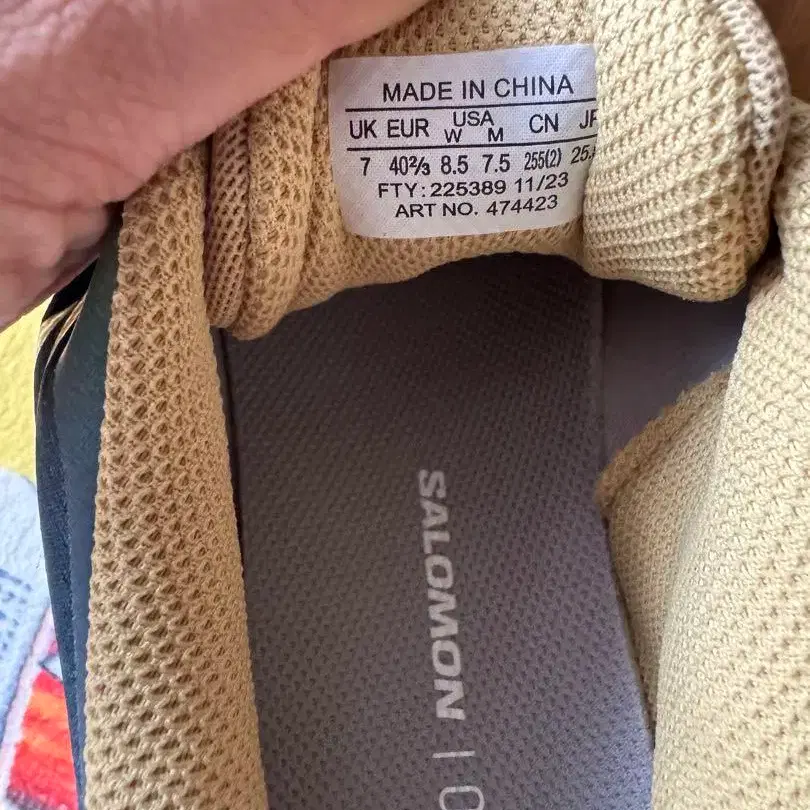 MADE IN CHINA
UK EUR USA CN
W M
7 40⅔ 8.5 7.5 255(2)
FTY: 225389 11/23
ART NO. 474423
SALOMON |